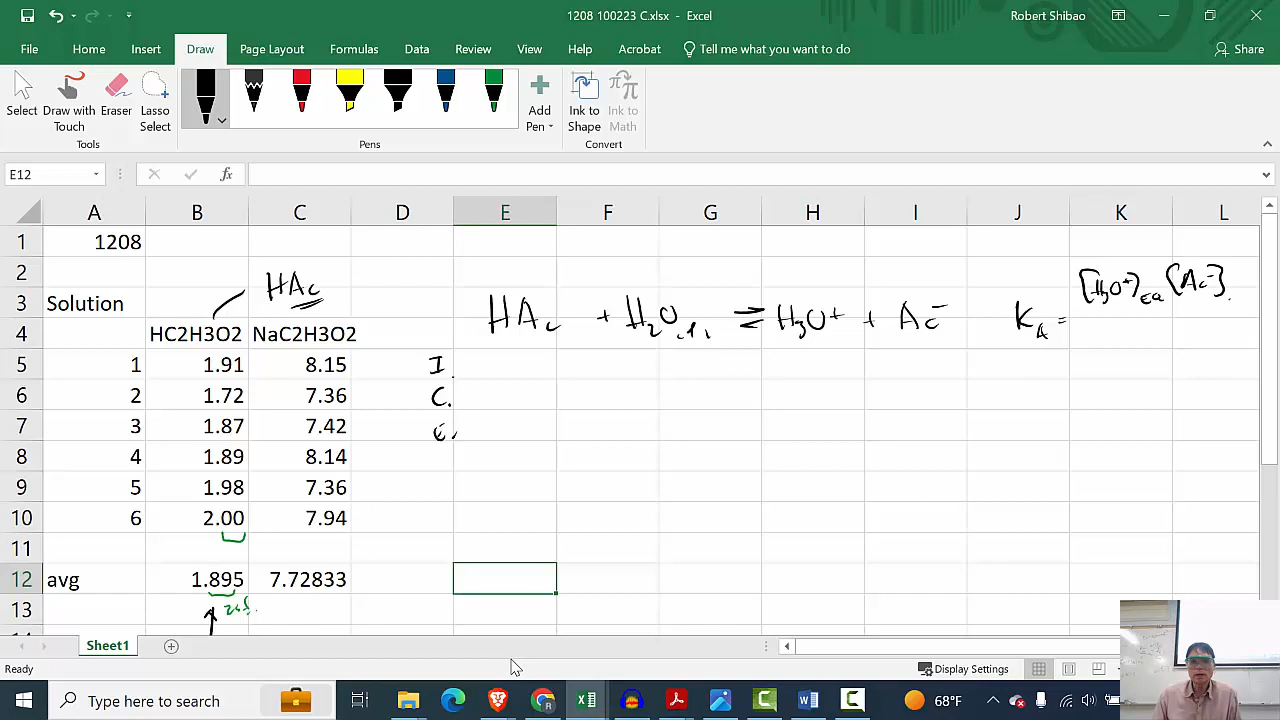 1208 100223 C.xlsx - Excel
Robert Shibao
File Home Insert Draw Page Layout Formulas Data Review View Help Acrobat Tell me what you want to do Share
Select Draw with Touch Eraser Lasso Select Add Pen Ink to Shape Ink to Math
Tools Pens Convert
E12 fx
A B C D E F G H I J K L
1 1208
2 HAc [H3O+]eq [Ac-]
3 Solution HAc + H2O(l) ⇌ H3O+ + Ac- KA =
4 HC2H3O2 NaC2H3O2
5 1 1.91 8.15 I.
6 2 1.72 7.36 C.
7 3 1.87 7.42 E.
8 4 1.89 8.14
9 5 1.98 7.36
10 6 2.00 7.94
11
12 avg 1.895 7.72833
13
Sheet1
Ready Display Settings
Type here to search 68°F